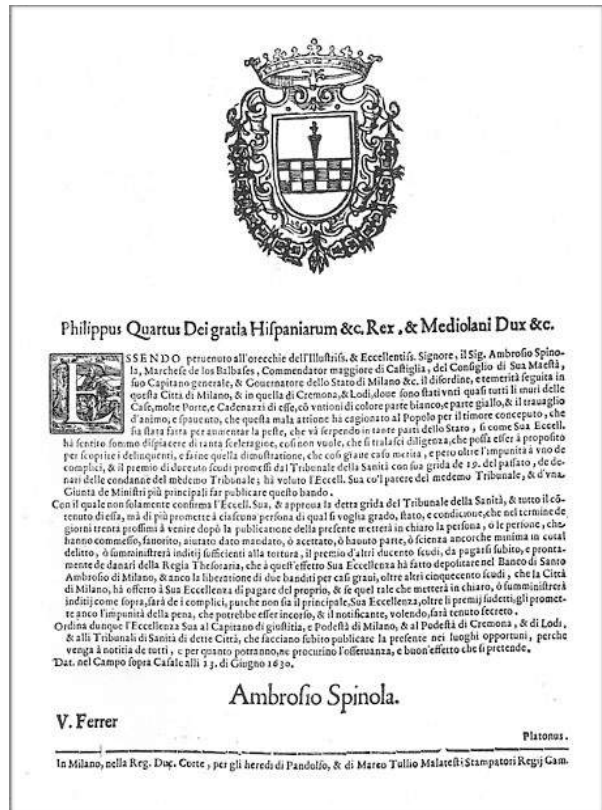 Philippus Quartus Dei gratia Hispaniarum &c. Rex, & Mediolani Dux &c.
ESSENDO peruenuto all'orecchie dell'Illustriss. & Eccellentiss. Signore, il Sig. Ambrosio Spino-
la, Marchese de los Balbases, Commendator maggiore di Castiglia, del Consiglio di Sua Maestà,
suo Capitano generale, & Gouernatore dello Stato di Milano &c. il disordine, e temerità seguita in
questa Città di Milano, & in quella di Cremona, & Lodi, doue sono stati vnti quasi tutti li muri delle
Case, molte Porte, e Cadenazzi di esse, cō vntioni di colore parte bianco, e parte giallo, & il trauaglio
d'animo, e spauento, che questa mala attione hà cagionato al Popolo per il timore conceputo, che
sia stata fatta per aumentar la peste, che và serpendo in tante parti dello Stato, si come Sua Eccell.
hà sentito sommo dispiacere di tanta sceleragine, così non vuole, che si tralasci diligenza, che possa esser à proposito
per scoprire i delinquenti, e farne quella dimostratione, che così graue caso merita, e pero oltre l'impunità à vno de
complici, & il premio di ducento scudi promessi dal Tribunale della Sanità con sua grida de 19. del passato, de de-
nari delle condanne del medemo Tribunale; hà voluto l'Eccell. Sua co'l parere del medemo Tribunale, & d'vna
Giunta de Ministri più principali far publicare questo bando.
Con il quale non solamente confirma l'Eccell. Sua, & approua la detta grida del Tribunale della Sanità, & tutto il cō-
tenuto di essa, mà di più promette à ciascuna persona di qual si voglia grado, stato, e condicione, che nel termine de
giorni trenta prossimi à venire dopò la publicatione della presente metterà in chiaro la persona, ò le persone, che
hanno commesso, fauorito, aiutato dato mandato, ò accettato, ò hauuto parte, ò scienza ancorche minima in cotal
delitto, ò somministrerà inditij sufficienti alla tortura, il premio d'altri ducento scudi, da pagarsi subito, e pronta-
mente de danari della Regia Thesoraria, che à quest'effetto Sua Eccellenza hà fatto depositare nel Banco di Santo
Ambrosio di Milano, & anco la liberatione di due banditi per casi graui, oltre altri cinquecento scudi, che la Città
di Milano, hà offerto à Sua Eccellenza di pagare del proprio, & se quel tale che metterà in chiaro, ò somministrerà
inditij come sopra, sarà de i complici, purche non sia il principale, Sua Eccellenza, oltre li premij sudetti, gli promet-
te anco l'impunità della pena, che potrebbe esser incorso, & il notificante, volendo, sarà tenuto secreto.
Ordina dunque l'Eccellenza Sua al Capitano di giustitia, e Podestà di Milano, & al Podestà di Cremona, & di Lodi,
& alli Tribunali di Sanità di dette Città, che facciano subito publicare la presente nei luoghi opportuni, perche
venga à notitia de tutti, e per quanto potranno, ne procurino l'osseruanza, e buon'effetto che si pretende.
Dat. nel Campo sopra Casale alli 13. di Giugno 1630.
Ambrosio Spinola.
V. Ferrer
Platonus.
In Milano, nella Reg. Duc. Corte, per gli heredi di Pandolfo, & di Marco Tullio Malatesti Stampatori Regij Cam.